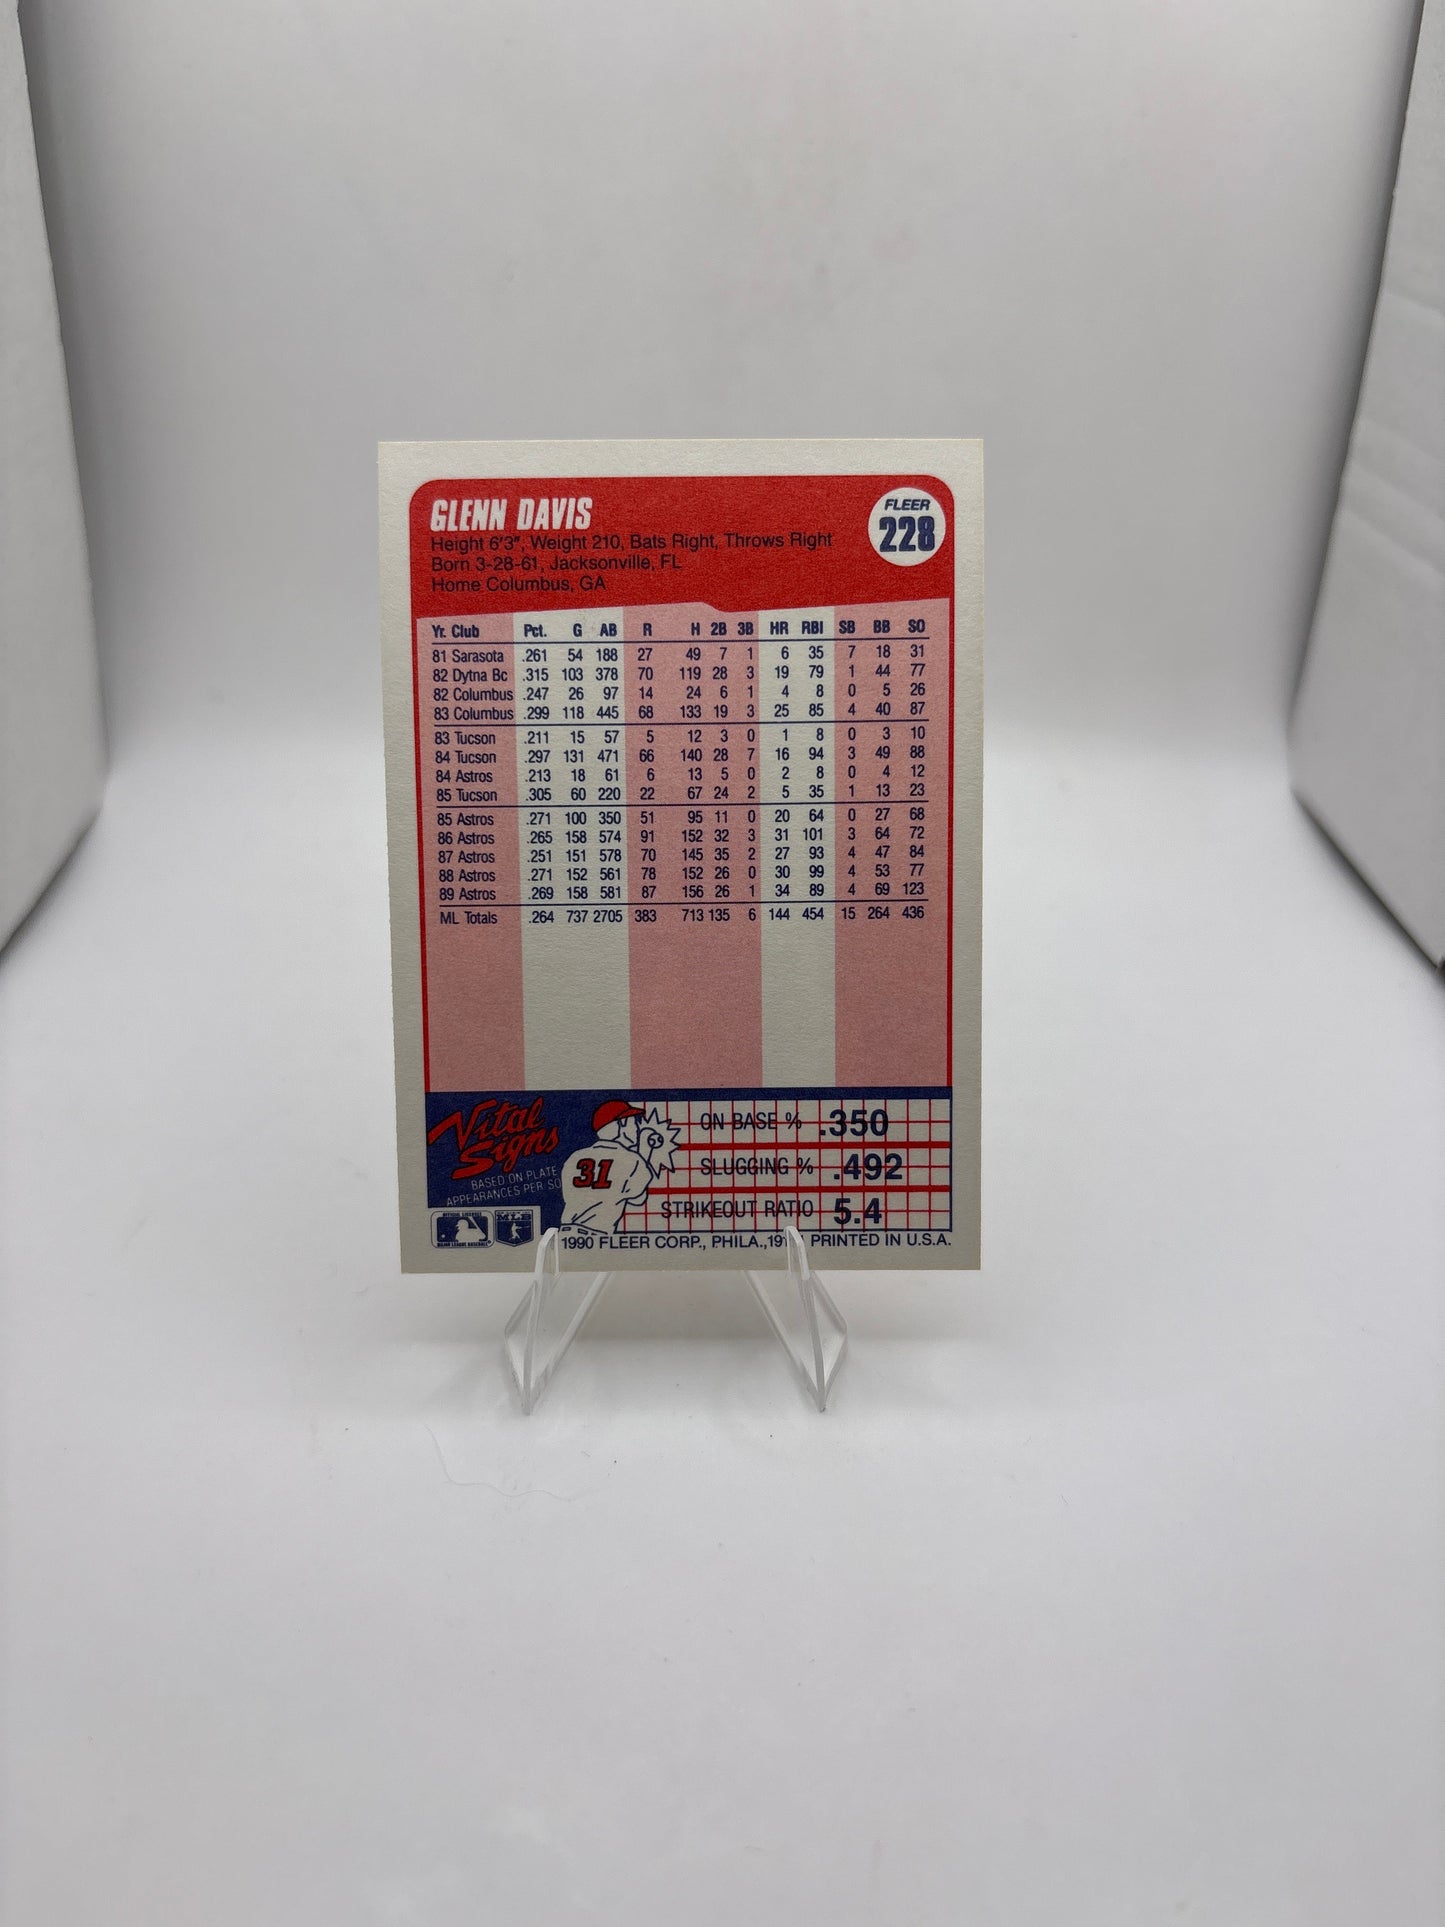 GLENN DAVIS
FLEER
228
Height 6'3", Weight 210, Bats Right, Throws Right
Born 3-28-61, Jacksonville, FL
Home Columbus, GA
Yr. Club Pct. G AB R H 2B 3B HR RBI SB BB SO
81 Sarasota .261 54 188 27 49 7 1 6 35 7 18 31
82 Dytna Bc .315 103 378 70 119 28 3 19 79 1 44 77
82 Columbus .247 26 97 14 24 6 1 4 8 0 5 26
83 Columbus .299 118 445 68 133 19 3 25 85 4 40 87
83 Tucson .211 15 57 5 12 3 0 1 8 0 3 10
84 Tucson .297 131 471 66 140 28 7 16 94 3 49 88
84 Astros .213 18 61 6 13 5 0 2 8 0 4 12
85 Tucson .305 60 220 22 67 24 2 5 35 1 13 23
85 Astros .271 100 350 51 95 11 0 20 64 0 27 68
86 Astros .265 158 574 91 152 32 3 31 101 3 64 72
87 Astros .251 151 578 70 145 35 2 27 93 4 47 84
88 Astros .271 152 561 78 152 26 0 30 99 4 53 77
89 Astros .269 158 581 87 156 26 1 34 89 4 69 123
ML Totals .264 737 2705 383 713 135 6 144 454 15 264 436
Vital
Signs
BASED ON PLATE
APPEARANCES PER SO
31
ON BASE % .350
SLUGGING % .492
STRIKEOUT RATIO 5.4
MLB
1990 FLEER CORP., PHILA., PRINTED IN U.S.A.